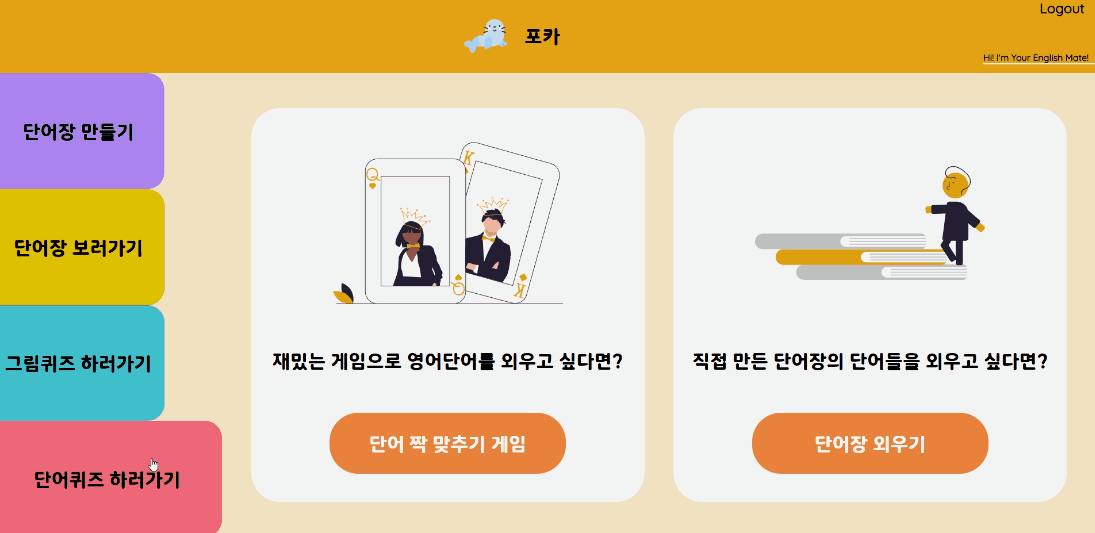 Logout
포카
Hi! I'm Your English Mate!
단어장 만들기
단어장 보러가기
그림퀴즈 하러가기
단어퀴즈 하러가기
Q
K
Q
K
재밌는 게임으로 영어단어를 외우고 싶다면?
단어 짝 맞추기 게임
직접 만든 단어장의 단어들을 외우고 싶다면?
단어장 외우기